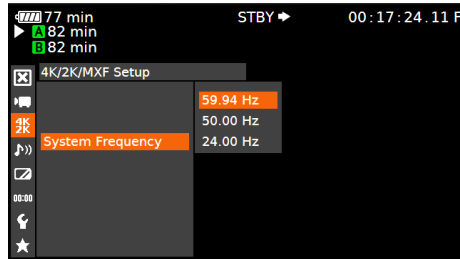 77 min
STBY
00:17:24.11 F
A 82 min
B 82 min
4K/2K/MXF Setup
59.94 Hz
4K
2K
50.00 Hz
System Frequency
24.00 Hz
00:00